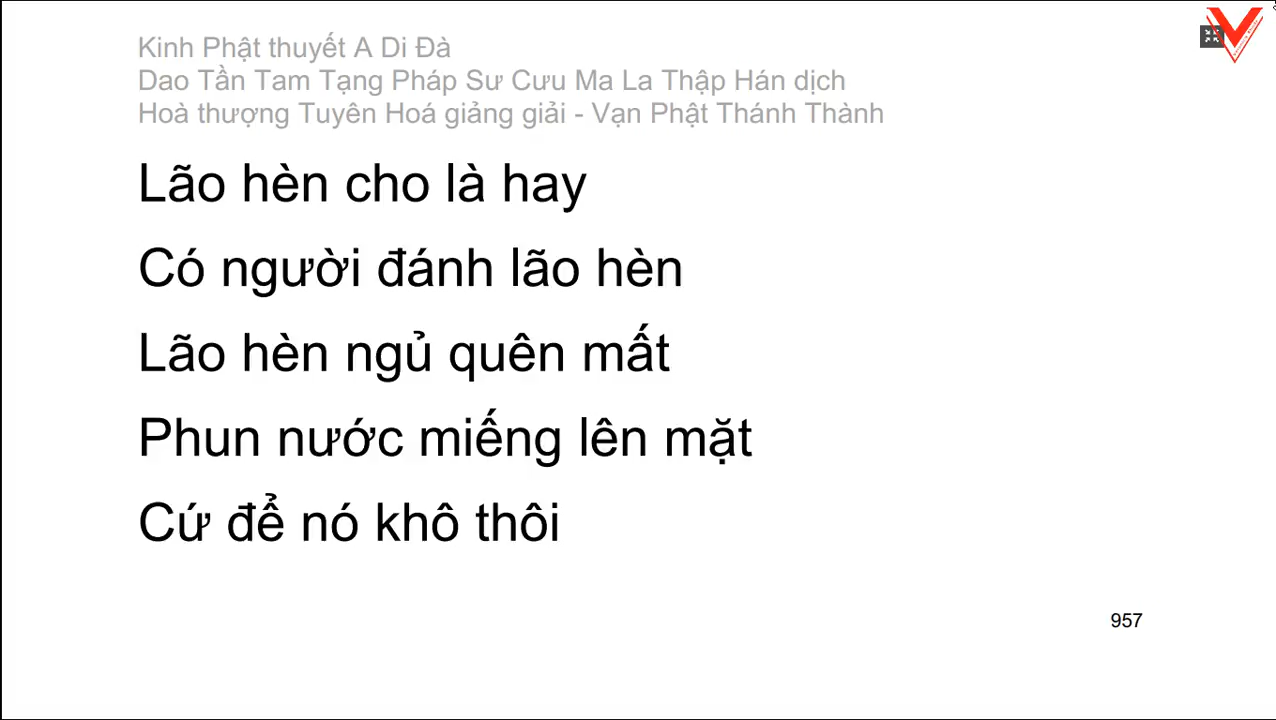 Kinh Phật thuyết A Di Đà
Dao Tần Tam Tạng Pháp Sư Cưu Ma La Thập Hán dịch
Hoà thượng Tuyên Hoá giảng giải - Vạn Phật Thánh Thành
Lão hèn cho là hay
Có người đánh lão hèn
Lão hèn ngủ quên mất
Phun nước miếng lên mặt
Cứ để nó khô thôi
957